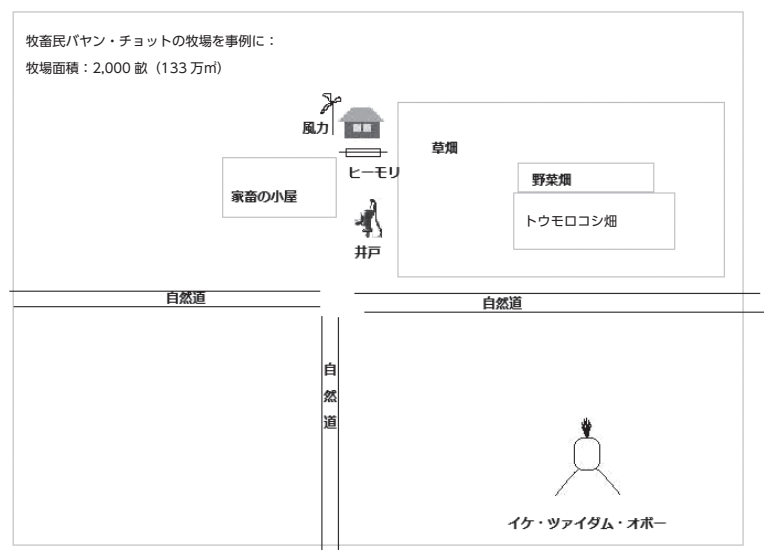 牧畜民バヤン・チョットの牧場を事例に：
牧場面積：2,000 畝（133 万㎡）
風力
ヒーモリ
草畑
野菜畑
家畜の小屋
トウモロコシ畑
井戸
自然道
自然道
自然道
イケ・ツァイダム・オボー